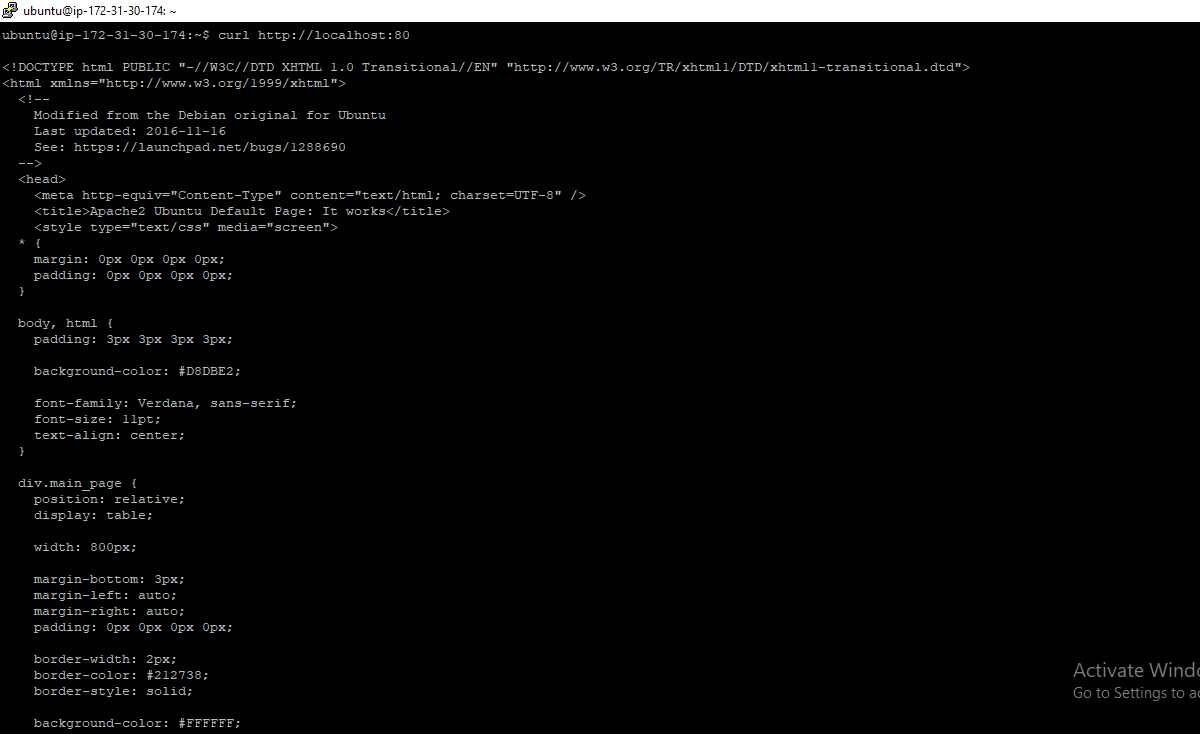 ubuntu@ip-172-31-30-174: ~
ubuntu@ip-172-31-30-174:~$ curl http://localhost:80
<!DOCTYPE html PUBLIC "-//W3C//DTD XHTML 1.0 Transitional//EN" "http://www.w3.org/TR/xhtml1/DTD/xhtml1-transitional.dtd">
<html xmlns="http://www.w3.org/1999/xhtml">
  <!--
    Modified from the Debian original for Ubuntu
    Last updated: 2016-11-16
    See: https://launchpad.net/bugs/1288690
  -->
  <head>
    <meta http-equiv="Content-Type" content="text/html; charset=UTF-8" />
    <title>Apache2 Ubuntu Default Page: It works</title>
    <style type="text/css" media="screen">
  * {
    margin: 0px 0px 0px 0px;
    padding: 0px 0px 0px 0px;
  }
  body, html {
    padding: 3px 3px 3px 3px;
    background-color: #D8DBE2;
    font-family: Verdana, sans-serif;
    font-size: 11pt;
    text-align: center;
  }
  div.main_page {
    position: relative;
    display: table;
    width: 800px;
    margin-bottom: 3px;
    margin-left: auto;
    margin-right: auto;
    padding: 0px 0px 0px 0px;
    border-width: 2px;
    border-color: #212738;
    border-style: solid;
    background-color: #FFFFFF;
Activate Windo
Go to Settings to ac